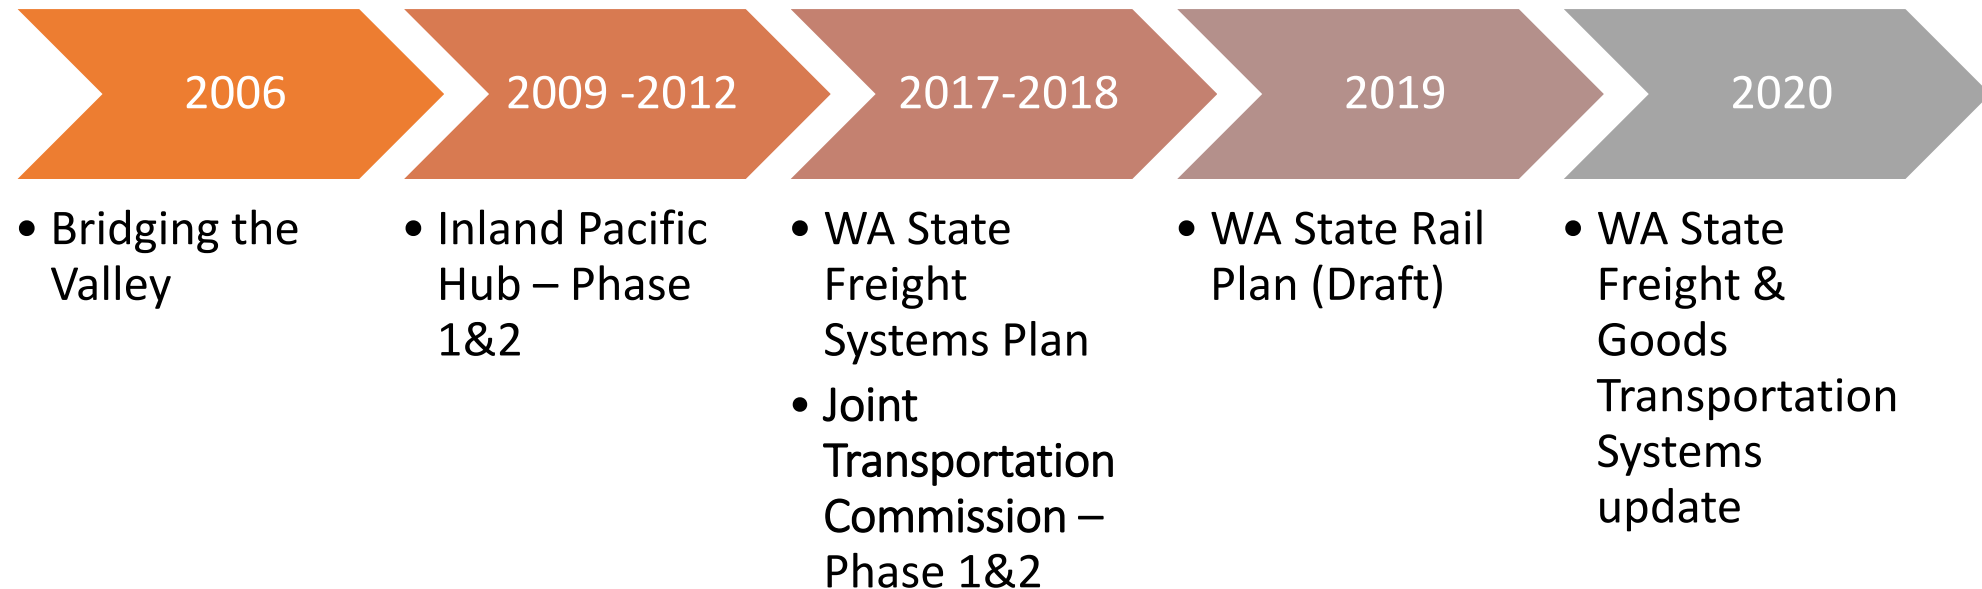 2006
• Bridging the
Valley
2009 -2012
• Inland Pacific
Hub – Phase
1&2
2017-2018
• WA State
Freight
Systems Plan
• Joint
Transportation
Commission –
Phase 1&2
2019
• WA State Rail
Plan (Draft)
2020
• WA State
Freight &
Goods
Transportation
Systems
update